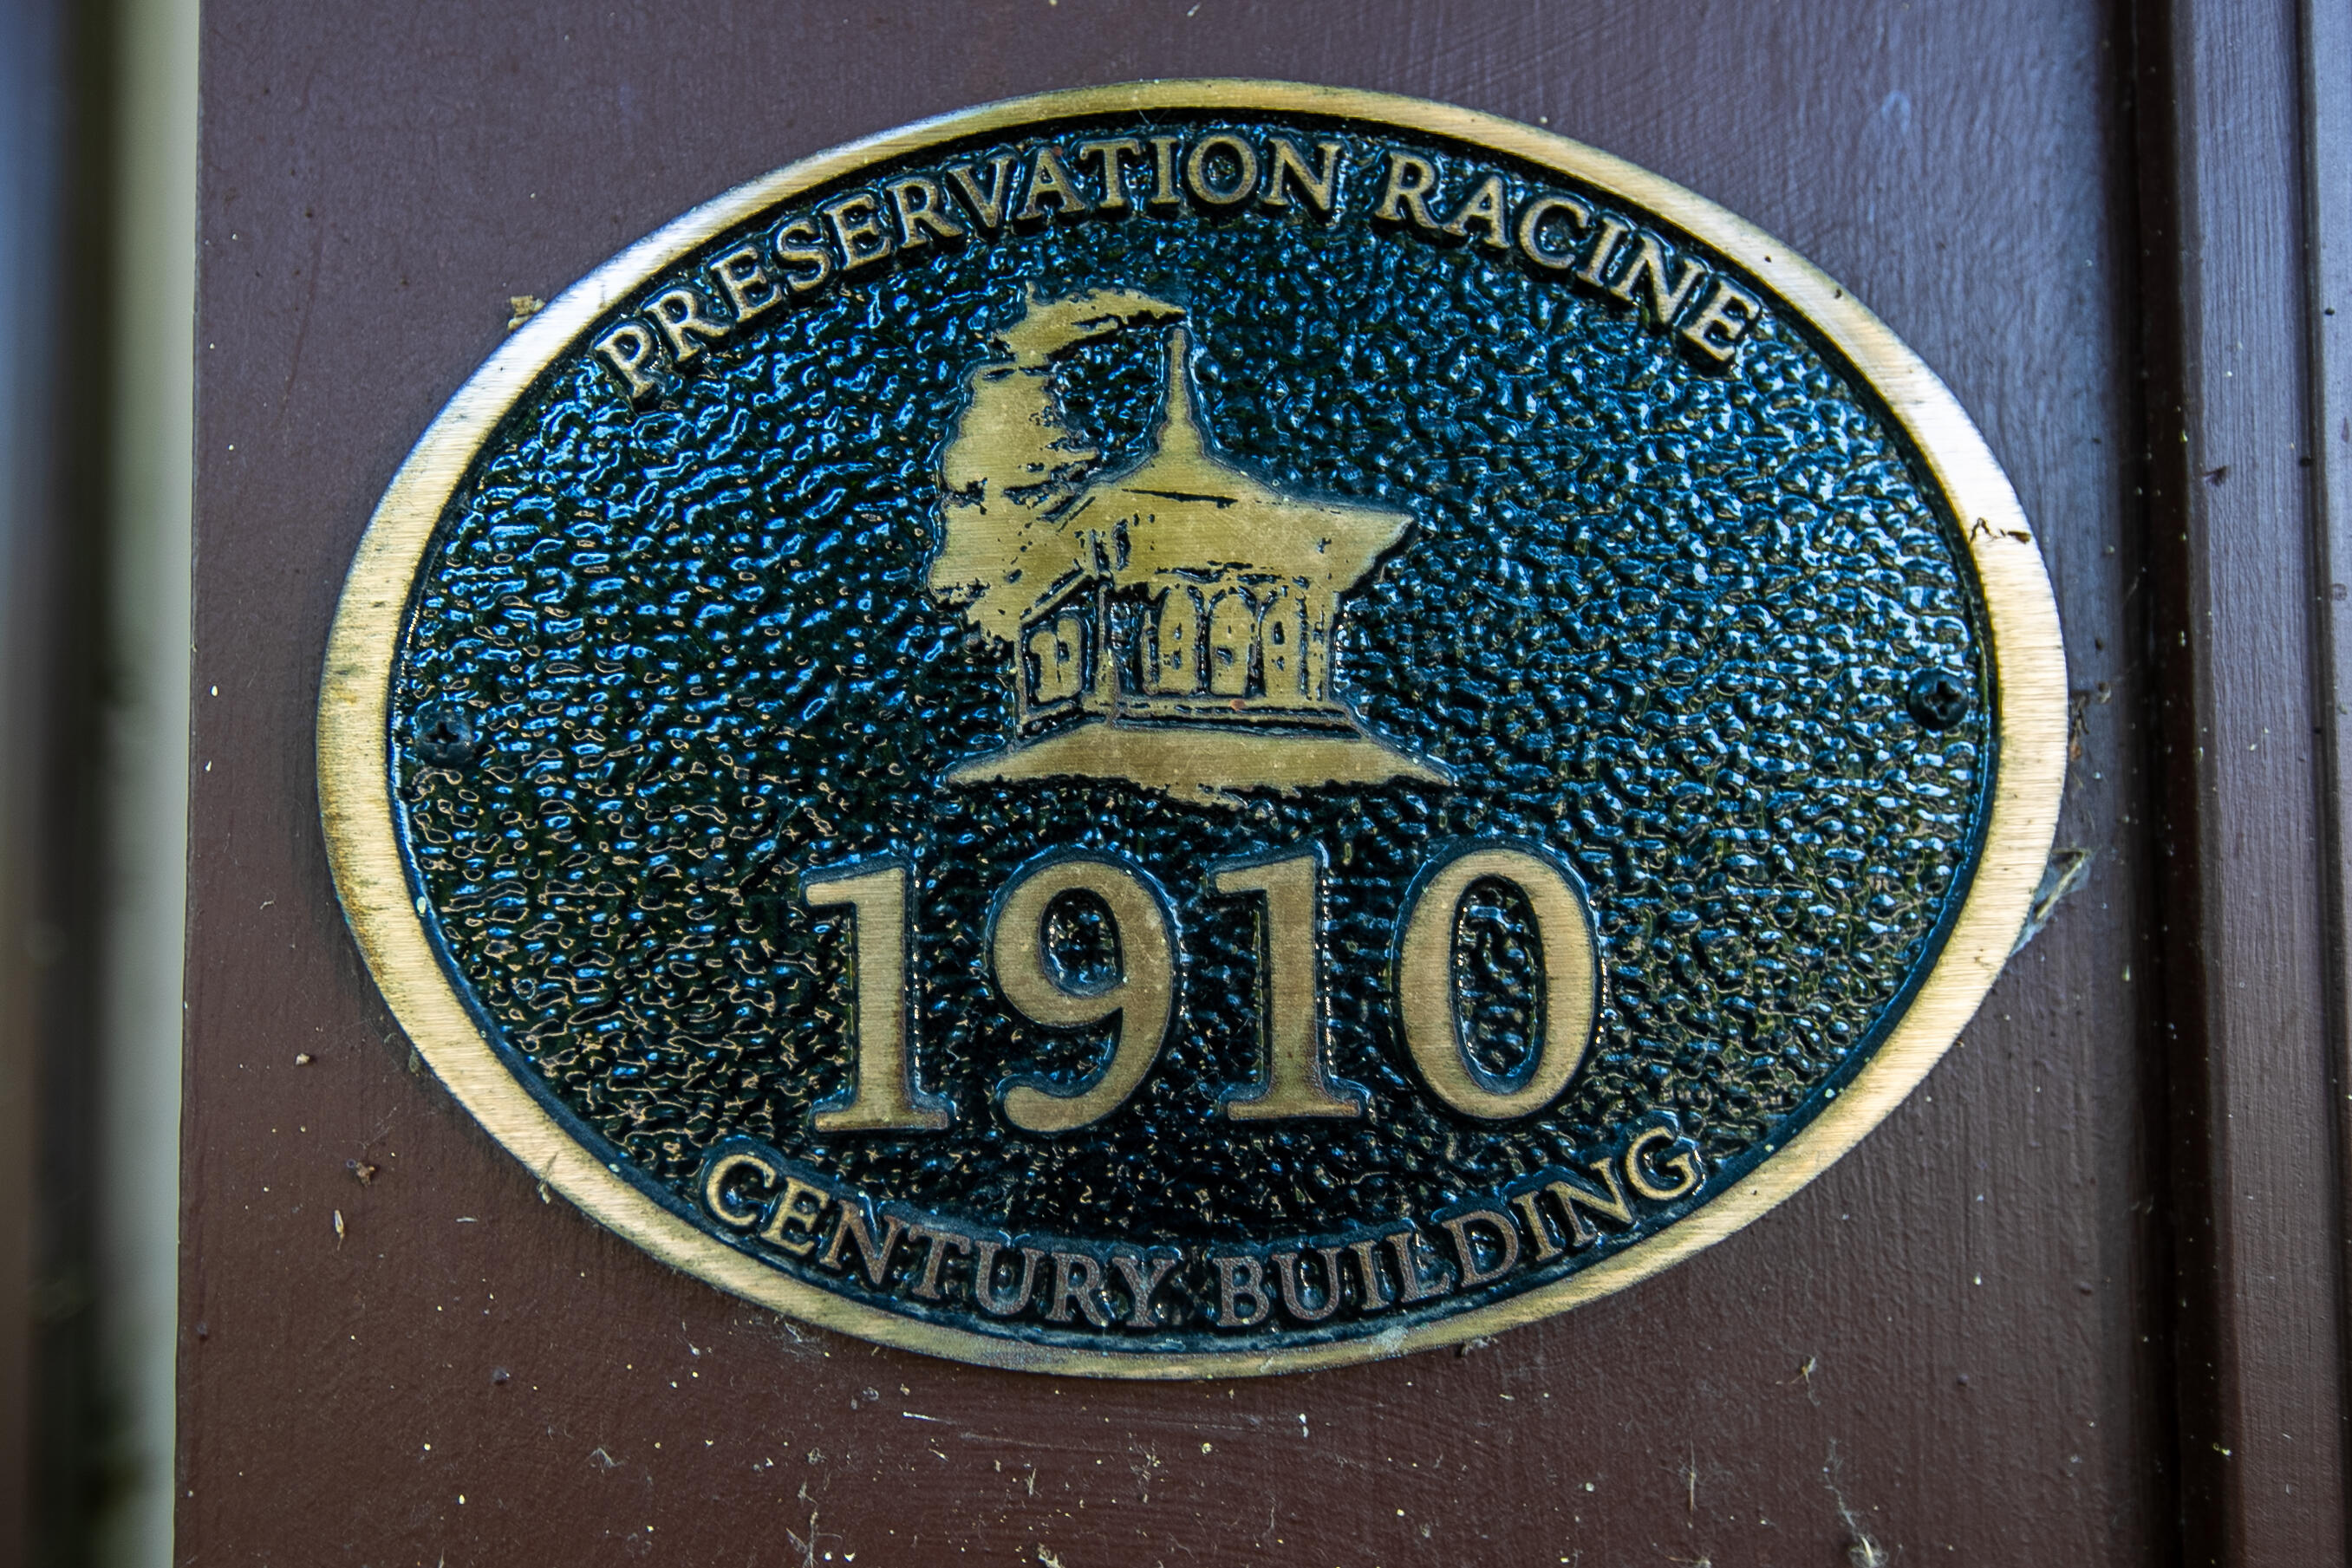 PRESERVATION RACINE
1910
CENTURY BUILDING